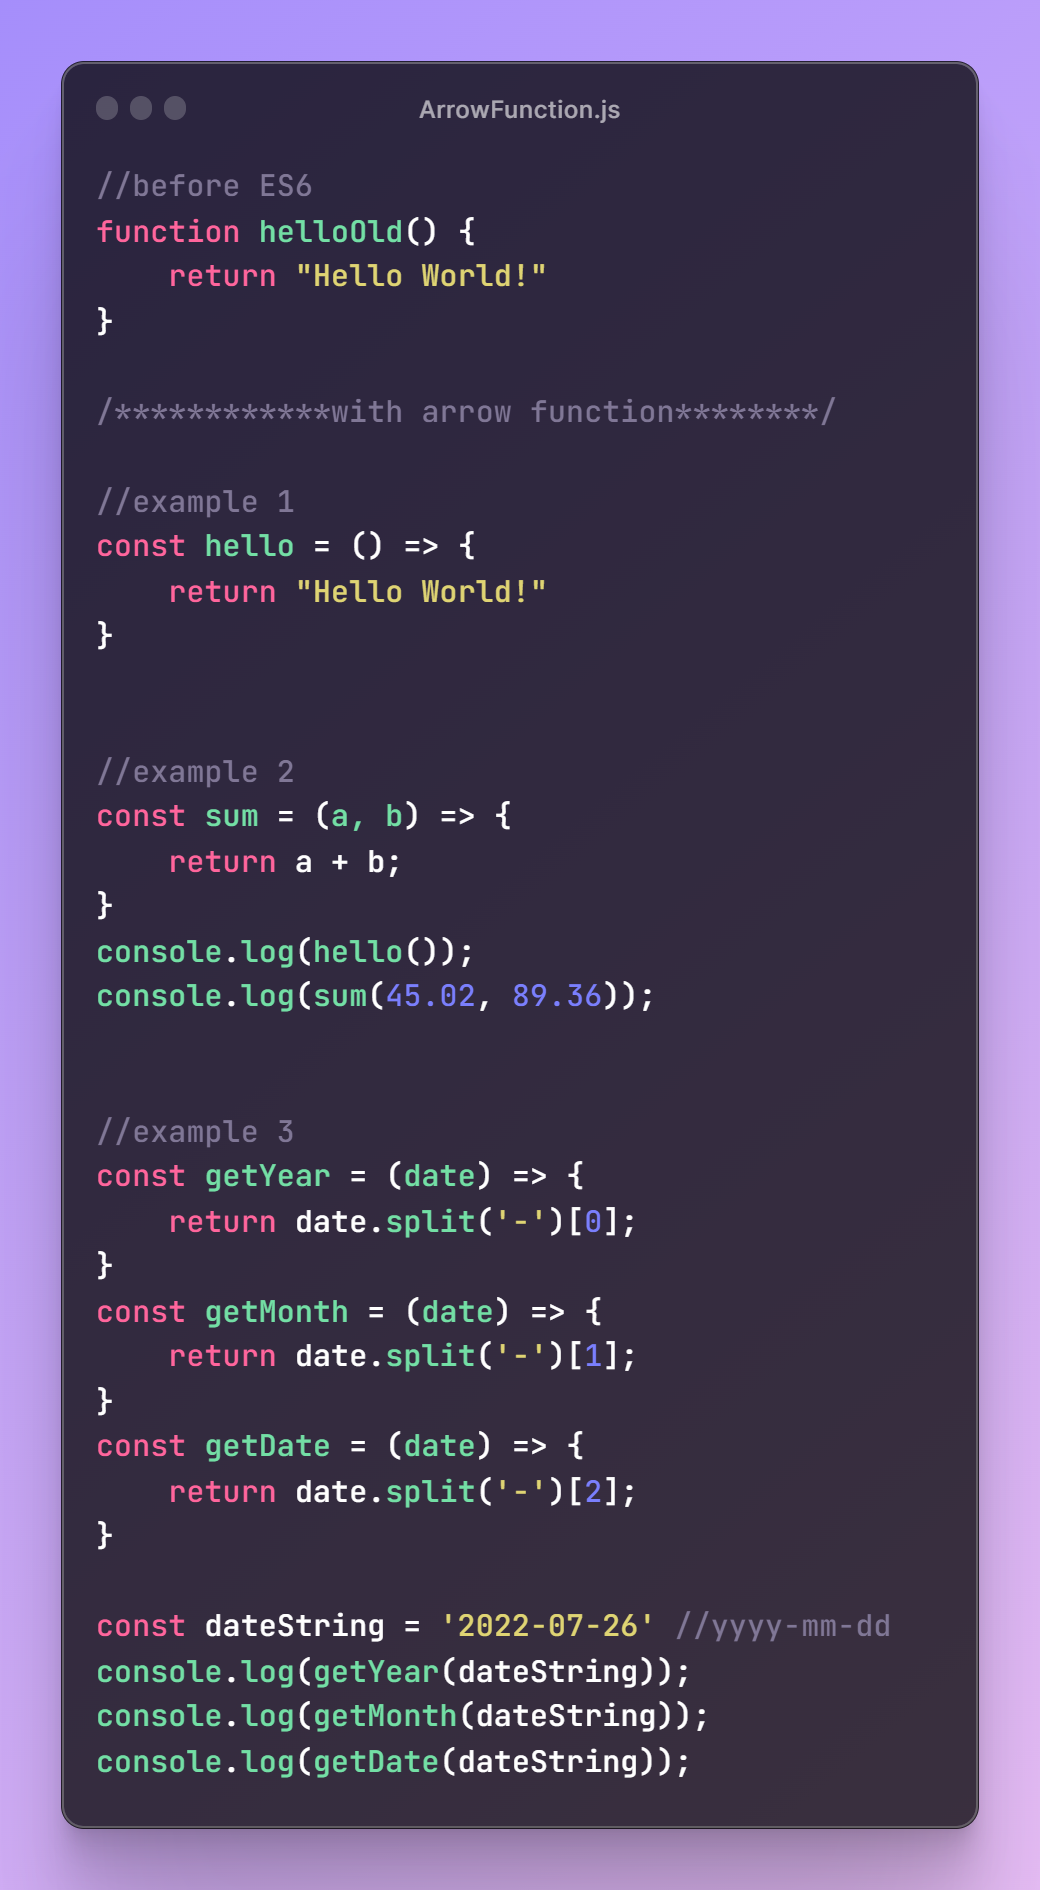 ArrowFunction.js
//before ES6
function helloOld() {
    return "Hello World!"
}
/************with arrow function********/
//example 1
const hello = () => {
    return "Hello World!"
}
//example 2
const sum = (a, b) => {
    return a + b;
}
console.log(hello());
console.log(sum(45.02, 89.36));
//example 3
const getYear = (date) => {
    return date.split('-')[0];
}
const getMonth = (date) => {
    return date.split('-')[1];
}
const getDate = (date) => {
    return date.split('-')[2];
}
const dateString = '2022-07-26' //yyyy-mm-dd
console.log(getYear(dateString));
console.log(getMonth(dateString));
console.log(getDate(dateString));